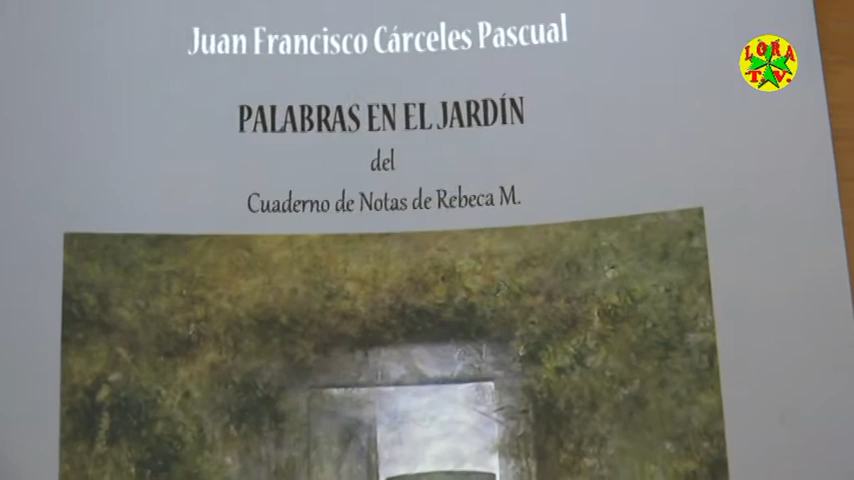 Juan Francisco Cárceles Pascual
LORA
T.V.
PALABRAS EN EL JARDÍN
del
Cuaderno de Notas de Rebeca M.